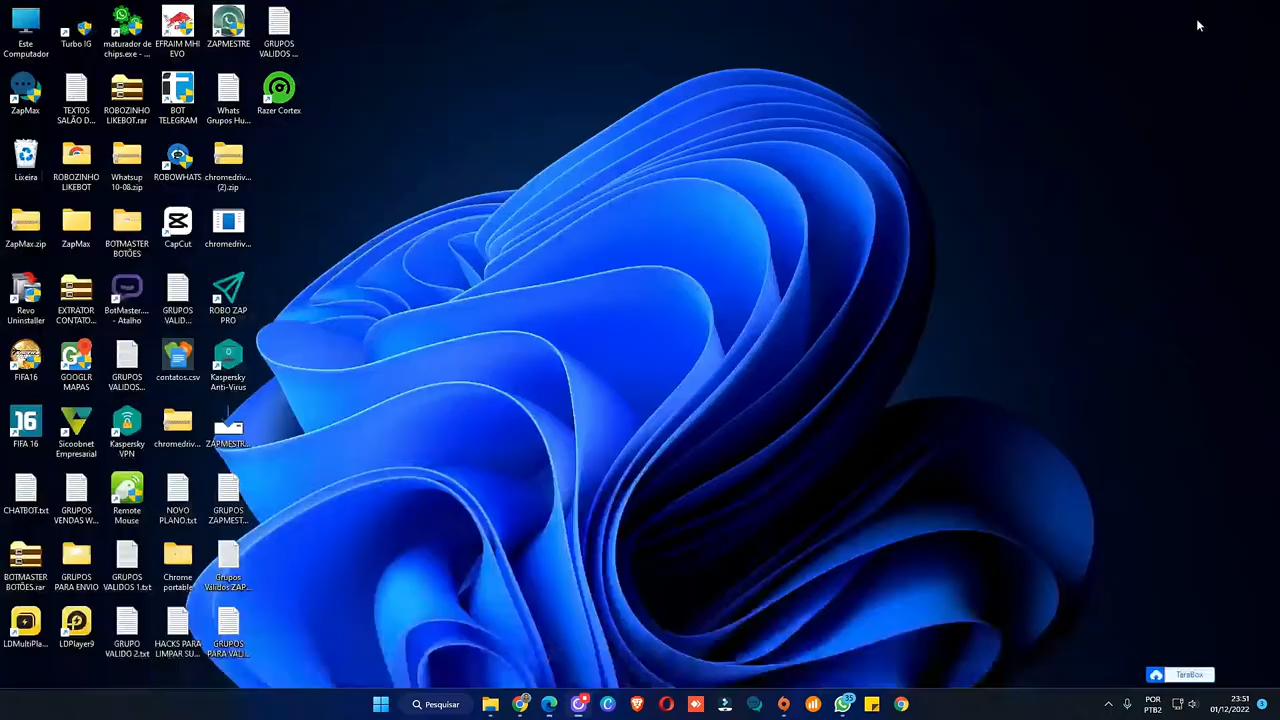 Este
Computador
Turbo IG
maturador de
chips.exe - ...
EFRAIM MHI
EVO
ZAPMESTRE
GRUPOS
VALIDOS ...
ZapMax
TEXTOS
SALÃO D...
ROBOZINHO
LIKEBOT.rar
BOT
TELEGRAM
Whats
Grupos Hu...
Razer Cortex
Lixeira
ROBOZINHO
LIKEBOT
Whatsup
10-08.zip
ROBOWHATS
chromedriv...
(2).zip
ZapMax.zip
ZapMax
BOTMASTER
BOTÕES
CapCut
chromedriv...
Revo
Uninstaller
EXTRATOR
CONTATO...
BotMaster....
- Atalho
GRUPOS
VALID...
ROBO ZAP
PRO
FIFA16
GOOGLR
MAPAS
GRUPOS
VALIDOS...
contatos.csv
Kaspersky
Anti-Virus
16
FIFA 16
Sicoobnet
Empresarial
Kaspersky
VPN
chromedriv...
ZAPMESTR...
CHATBOT.txt
GRUPOS
VENDAS W...
Remote
Mouse
NOVO
PLANO.txt
GRUPOS
ZAPMEST...
BOTMASTER
BOTÕES.rar
GRUPOS
PARA ENVIO
GRUPOS
VALIDOS 1.txt
Chrome
portable
Grupos
Validos ZAP...
LDMultiPla...
LDPlayer9
GRUPO
VALIDO 2.txt
HACKS PARA
LIMPAR SU...
GRUPOS
PARA VALI...
TaraBox
Pesquisar
35
POR
PTB2
23:51
01/12/2022
3